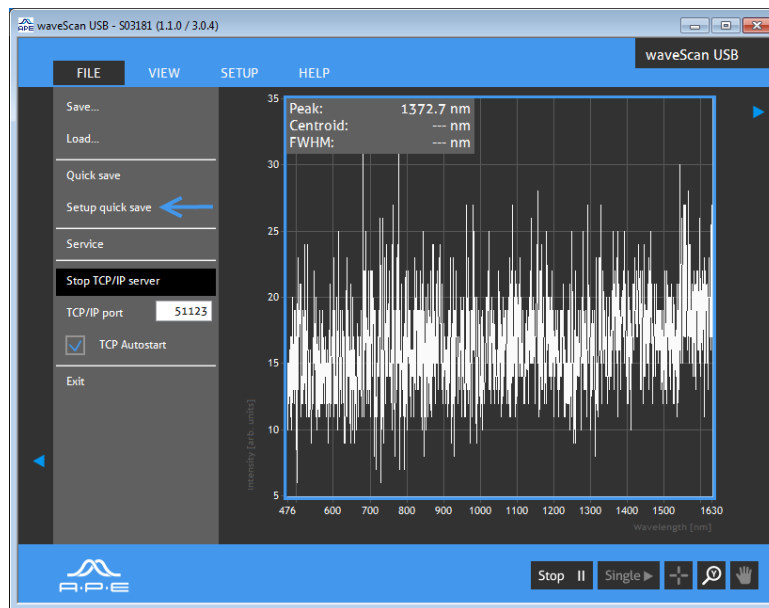 APE waveScan USB - S03181 (1.1.0 / 3.0.4)
waveScan USB
FILE VIEW SETUP HELP
Save...
Load...
Quick save
Setup quick save
Service
Stop TCP/IP server
TCP/IP port 51123
TCP Autostart
Exit
Peak: 1372.7 nm
Centroid: --- nm
FWHM: --- nm
35
30
25
20
15
10
5
Intensity [arb. units]
476 600 700 800 900 1000 1100 1200 1300 1400 1500 1630
Wavelength [nm]
A·P·E
Stop Single
Y